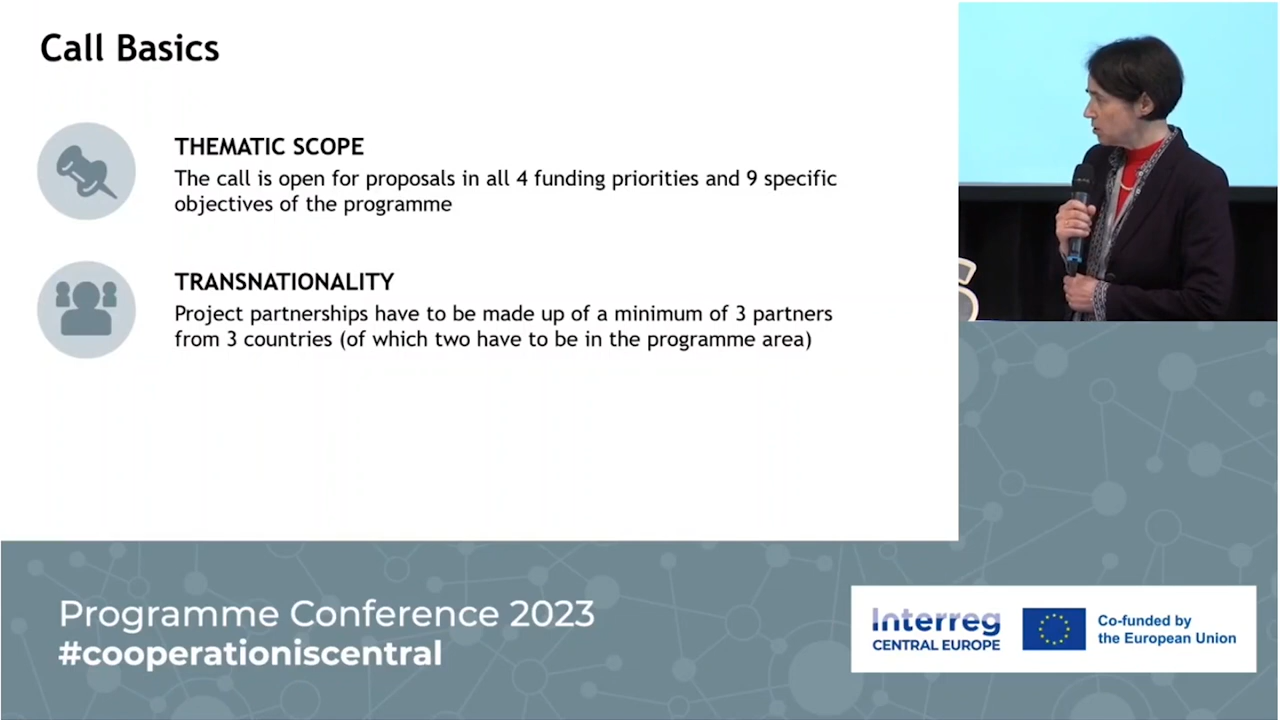 Call Basics
THEMATIC SCOPE
The call is open for proposals in all 4 funding priorities and 9 specific
objectives of the programme
TRANSNATIONALITY
Project partnerships have to be made up of a minimum of 3 partners
from 3 countries (of which two have to be in the programme area)
Programme Conference 2023
#cooperationiscentral
Interreg
CENTRAL EUROPE
Co-funded by
the European Union